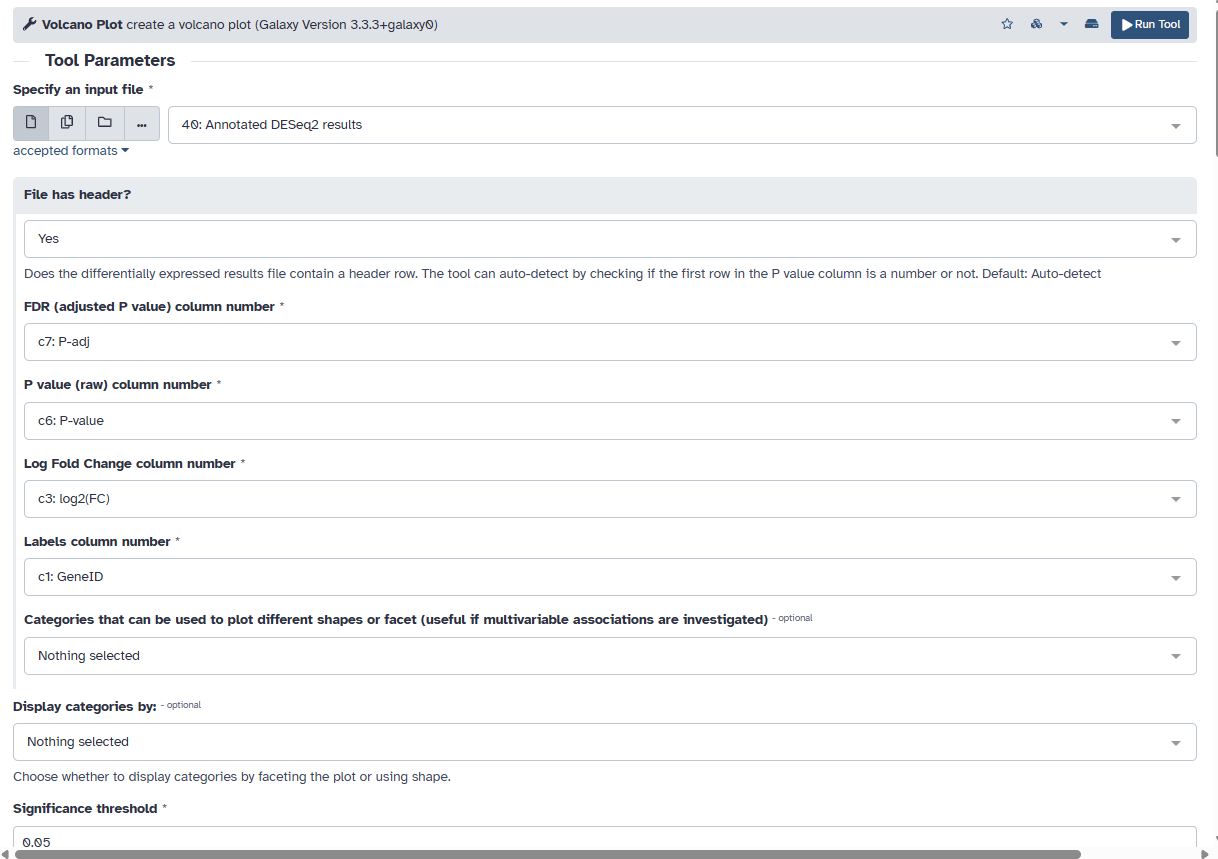 Volcano Plot create a volcano plot (Galaxy Version 3.3.3+galaxy0)
Run Tool
Tool Parameters
Specify an input file *
...
40: Annotated DESeq2 results
accepted formats
File has header?
Yes
Does the differentially expressed results file contain a header row. The tool can auto-detect by checking if the first row in the P value column is a number or not. Default: Auto-detect
FDR (adjusted P value) column number *
c7: P-adj
P value (raw) column number *
c6: P-value
Log Fold Change column number *
c3: log2(FC)
Labels column number *
c1: GeneID
Categories that can be used to plot different shapes or facet (useful if multivariable associations are investigated) - optional
Nothing selected
Display categories by: - optional
Nothing selected
Choose whether to display categories by faceting the plot or using shape.
Significance threshold *
0.05